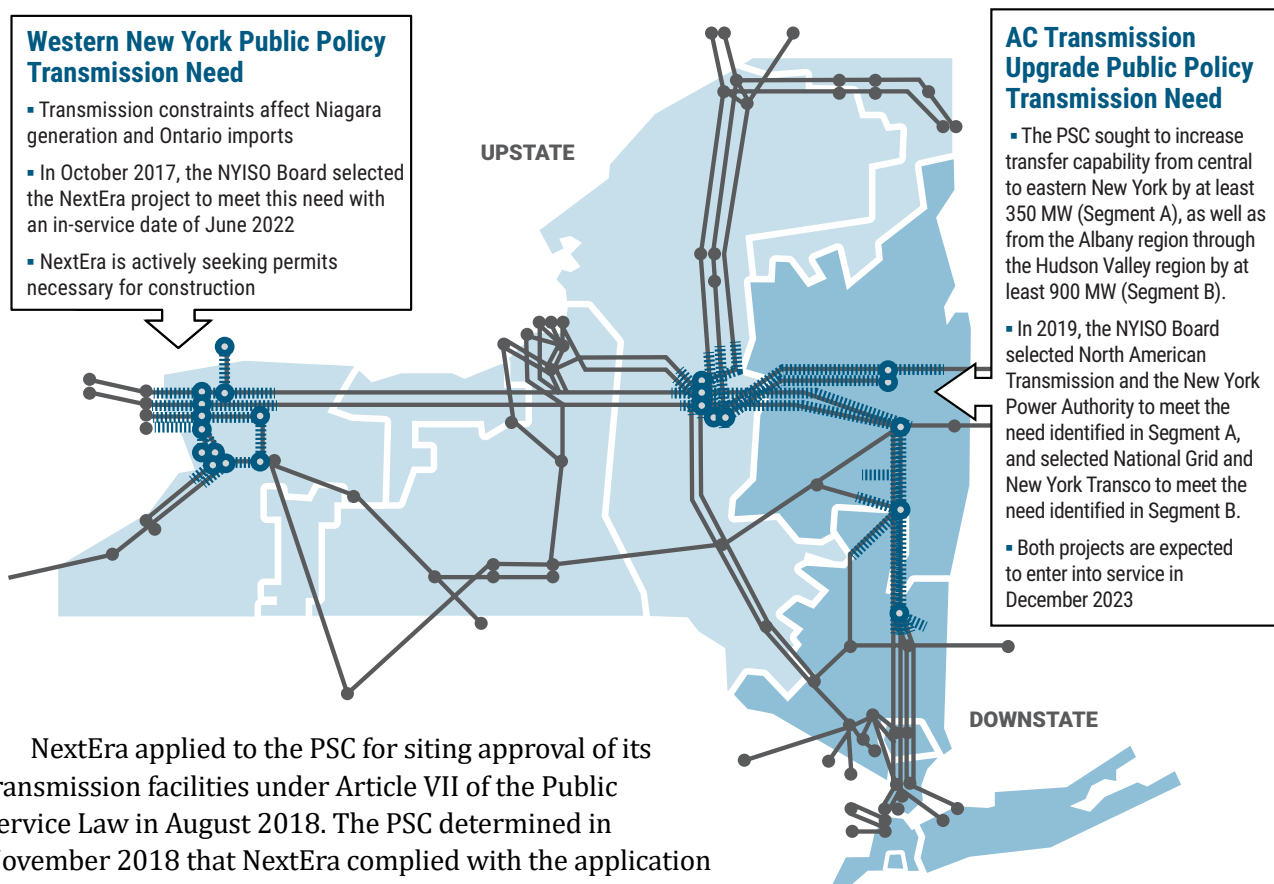 Western New York Public Policy
Transmission Need
▪ Transmission constraints affect Niagara
generation and Ontario imports
▪ In October 2017, the NYISO Board selected
the NextEra project to meet this need with
an in-service date of June 2022
▪ NextEra is actively seeking permits
necessary for construction
UPSTATE
AC Transmission
Upgrade Public Policy
Transmission Need
▪ The PSC sought to increase
transfer capability from central
to eastern New York by at least
350 MW (Segment A), as well as
from the Albany region through
the Hudson Valley region by at
least 900 MW (Segment B).
▪ In 2019, the NYISO Board
selected North American
Transmission and the New York
Power Authority to meet the
need identified in Segment A,
and selected National Grid and
New York Transco to meet the
need identified in Segment B.
▪ Both projects are expected
to enter into service in
December 2023
DOWNSTATE
NextEra applied to the PSC for siting approval of its
ransmission facilities under Article VII of the Public
ervice Law in August 2018. The PSC determined in
November 2018 that NextEra complied with the application